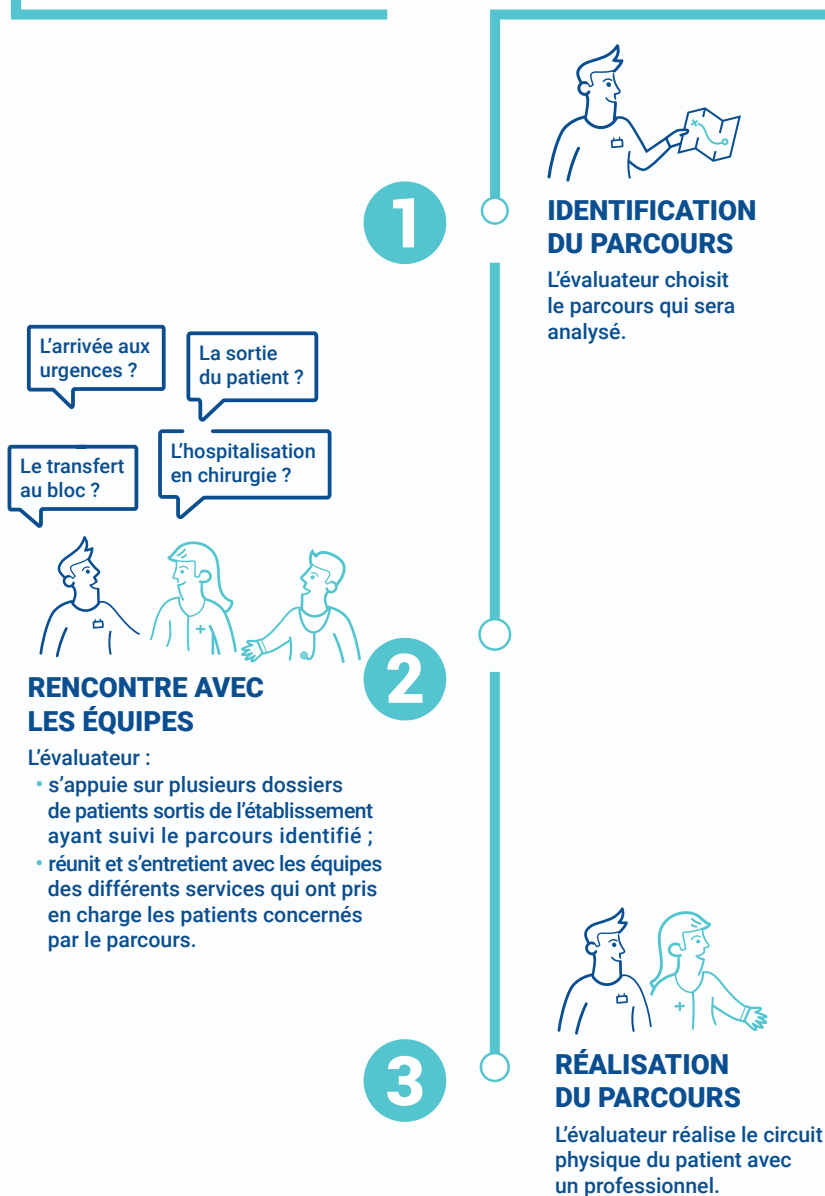 1
IDENTIFICATION
DU PARCOURS
L'évaluateur choisit
le parcours qui sera
analysé.
L'arrivée aux
urgences ?
La sortie
du patient ?
Le transfert
au bloc ?
L'hospitalisation
en chirurgie ?
2
RENCONTRE AVEC
LES ÉQUIPES
L'évaluateur :
• s'appuie sur plusieurs dossiers
de patients sortis de l'établissement
ayant suivi le parcours identifié ;
• réunit et s'entretient avec les équipes
des différents services qui ont pris
en charge les patients concernés
par le parcours.
3
RÉALISATION
DU PARCOURS
L'évaluateur réalise le circuit
physique du patient avec
un professionnel.